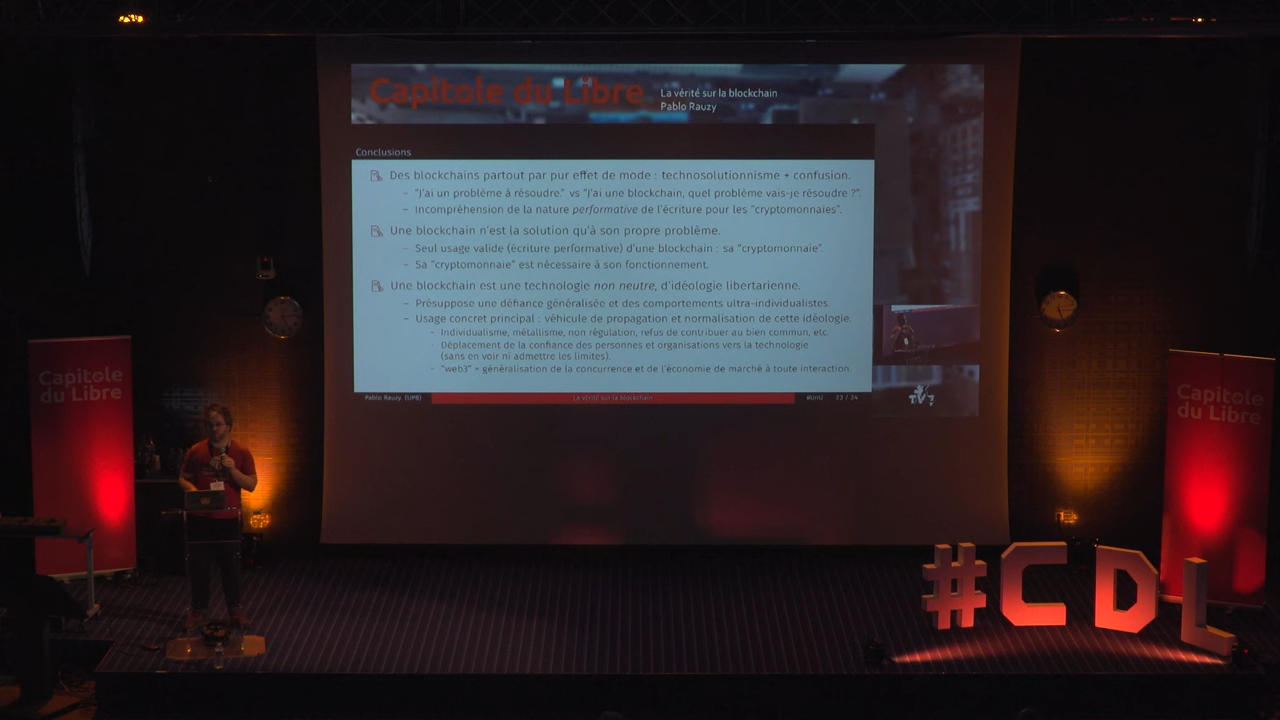 Capitole du Libre
La vérité sur la blockchain
Pablo Rauzy
Conclusions
Des blockchains partout par pur effet de mode : technosolutionnisme + confusion.
– "J'ai un problème à résoudre." vs "J'ai une blockchain, quel problème vais-je résoudre ?".
– Incompréhension de la nature performative de l'écriture pour les "cryptomonnaies".
Une blockchain n'est la solution qu'à son propre problème.
– Seul usage valide (écriture performative) d'une blockchain : sa "cryptomonnaie".
– Sa "cryptomonnaie" est nécessaire à son fonctionnement.
Une blockchain est une technologie non neutre, d'idéologie libertarienne.
– Présuppose une défiance généralisée et des comportements ultra-individualistes.
– Usage concret principal : véhicule de propagation et normalisation de cette idéologie.
- Individualisme, métallisme, non régulation, refus de contribuer au bien commun, etc.
- Déplacement de la confiance des personnes et organisations vers la technologie
(sans en voir ni admettre les limites).
- "web3" = généralisation de la concurrence et de l'économie de marché à toute interaction.
Pablo Rauzy (UP8) La vérité sur la blockchain 23 / 24
Capitole
du Libre
Capitole
du Libre
#CDL